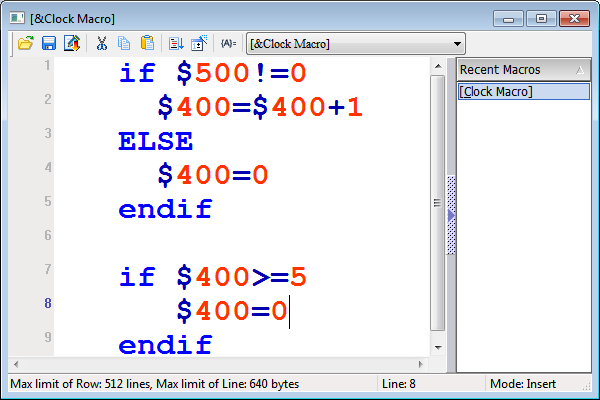 [&Clock Macro]
{A}= [&Clock Macro]
1 if $500!=0
2 $400=$400+1
3 ELSE
4 $400=0
5 endif
6
7 if $400>=5
8 $400=0
9 endif
Recent Macros
[Clock Macro]
Max limit of Row: 512 lines, Max limit of Line: 640 bytes Line: 8 Mode: Insert